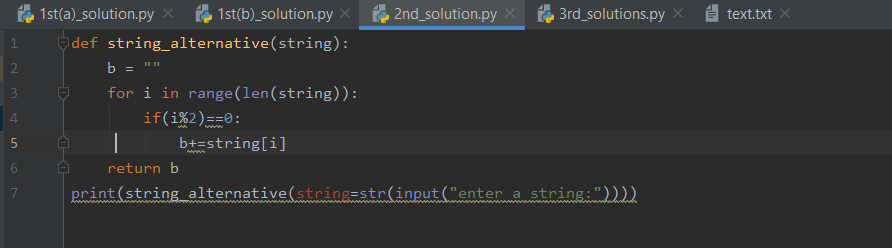 1st(a)_solution.py 1st(b)_solution.py 2nd_solution.py 3rd_solutions.py text.txt
1 def string_alternative(string):
2 b = ""
3 for i in range(len(string)):
4 if(i%2)==0:
5 b+=string[i]
6 return b
7 print(string_alternative(string=str(input("enter a string:"))))